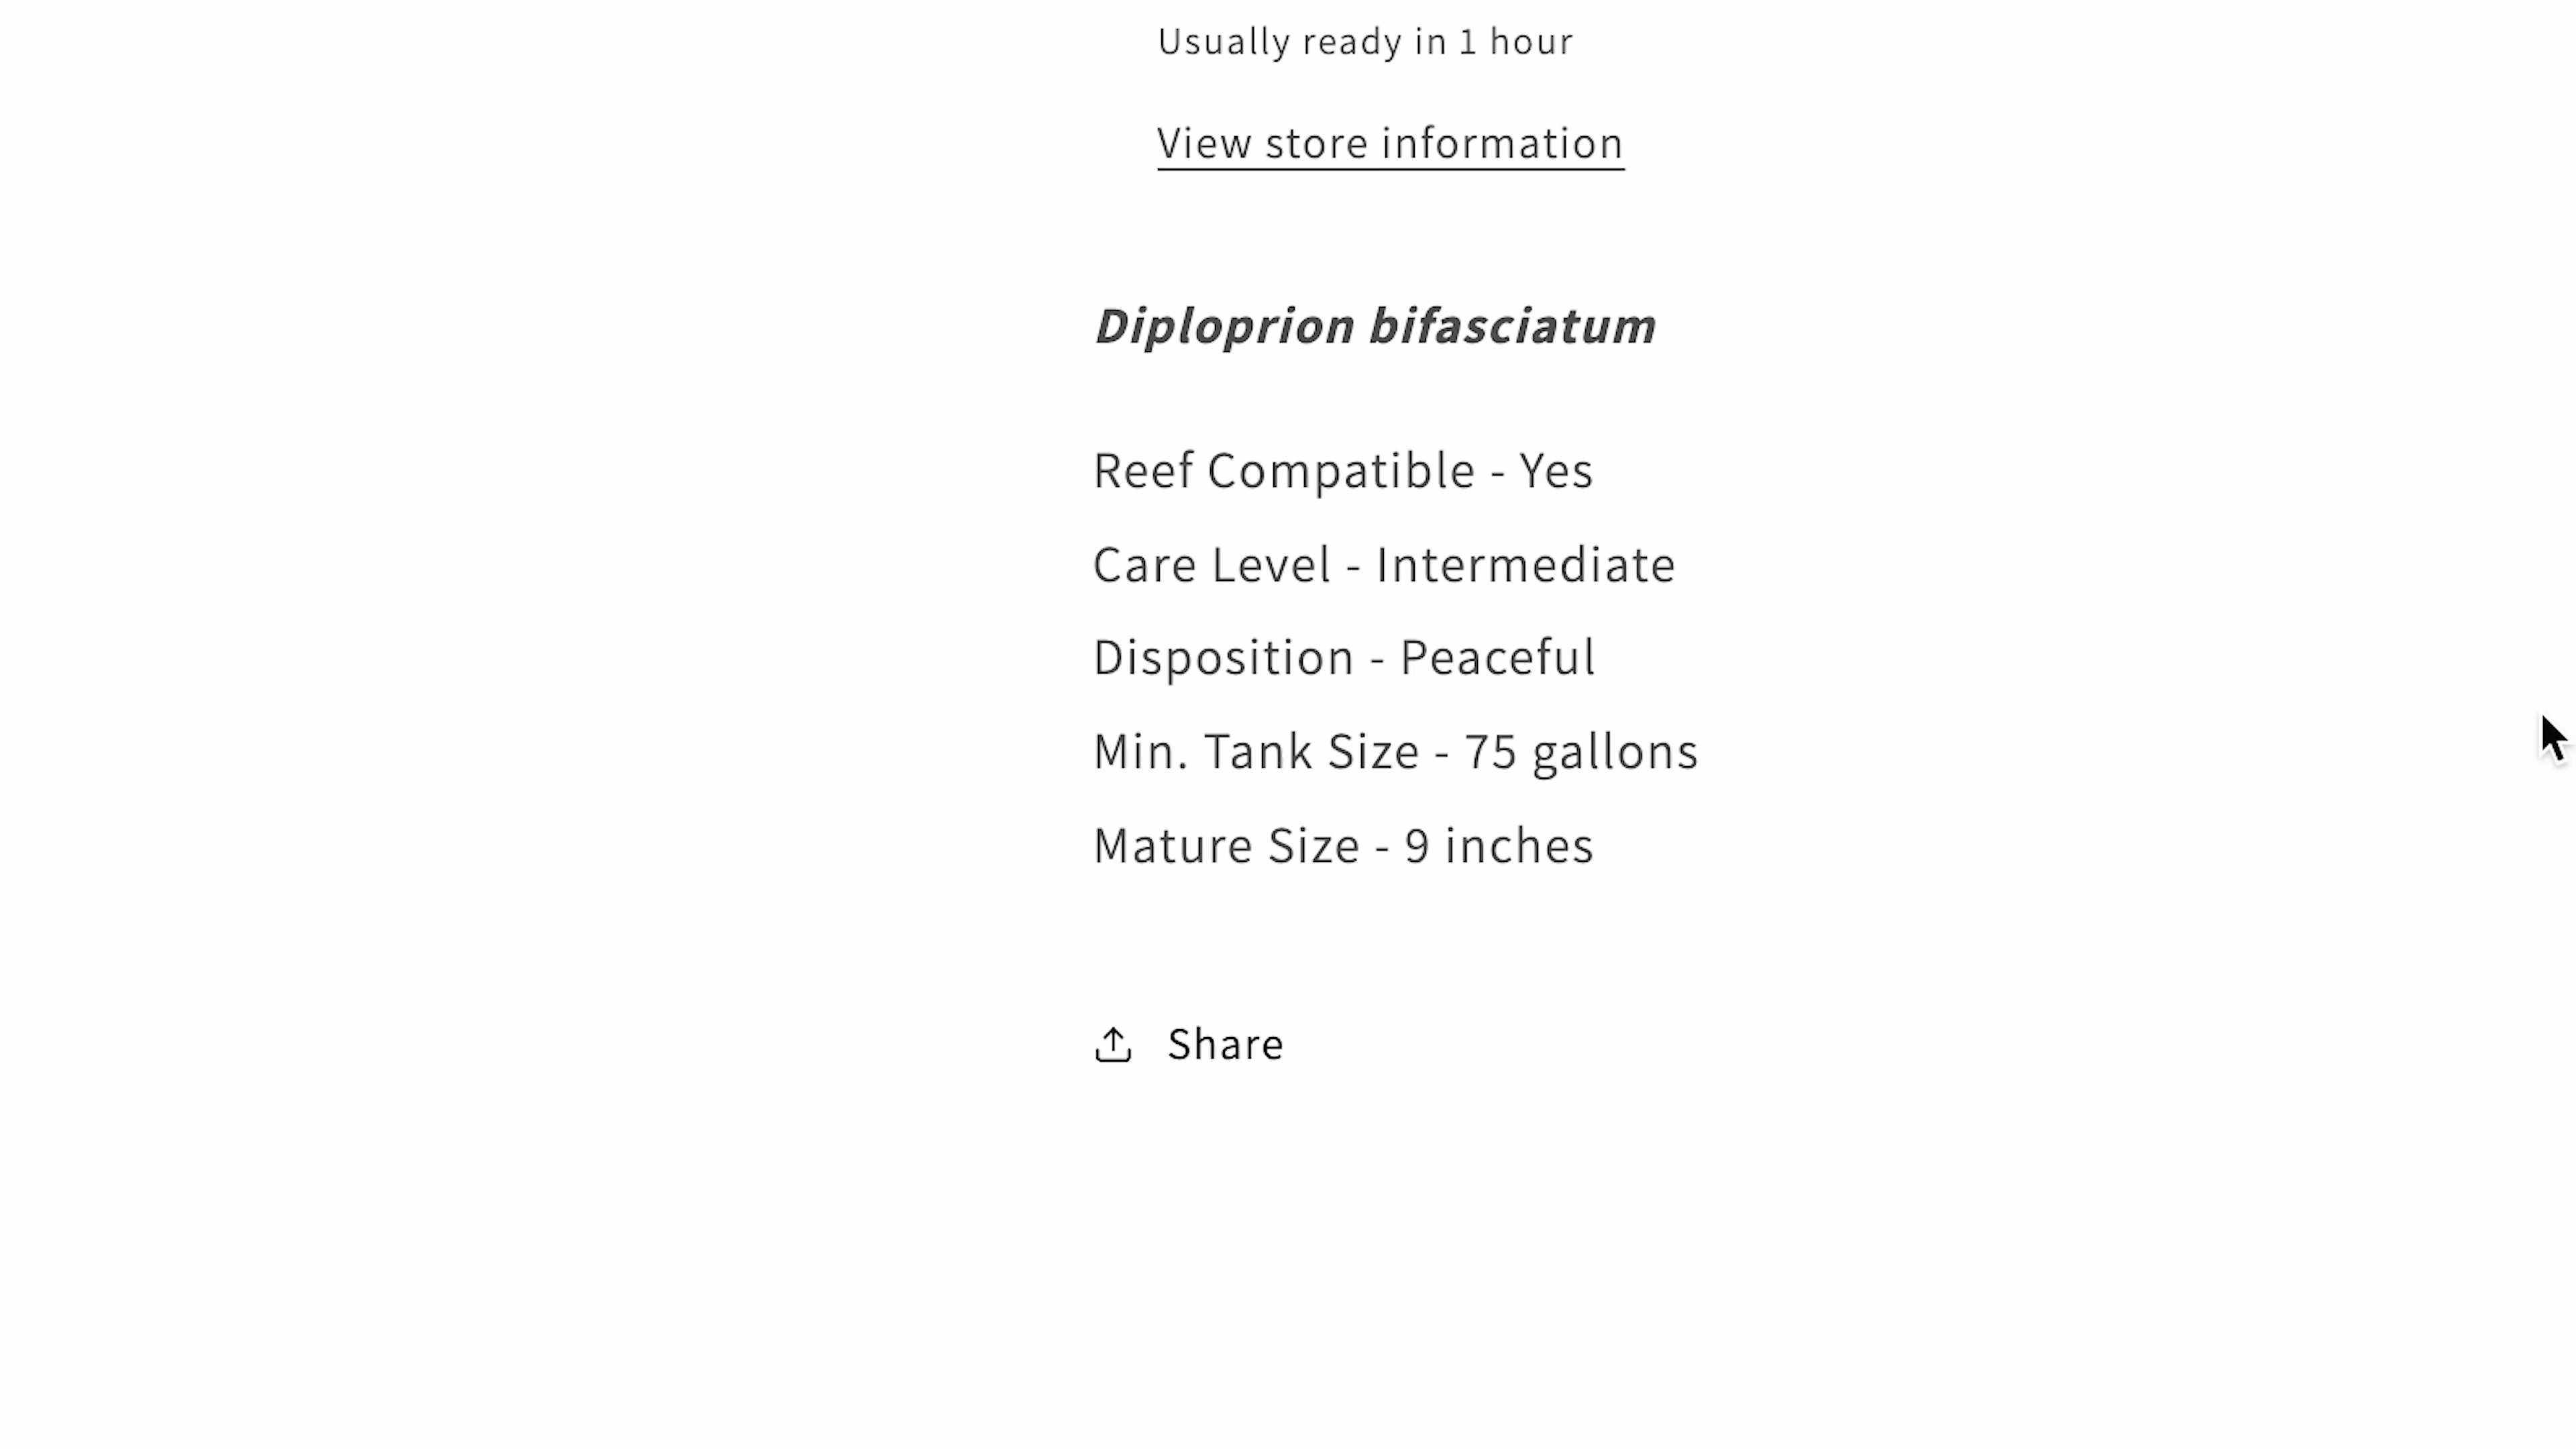 Usually ready in 1 hour
View store information
Diploprion bifasciatum
Reef Compatible - Yes
Care Level - Intermediate
Disposition - Peaceful
Min. Tank Size - 75 gallons
Mature Size - 9 inches
Share